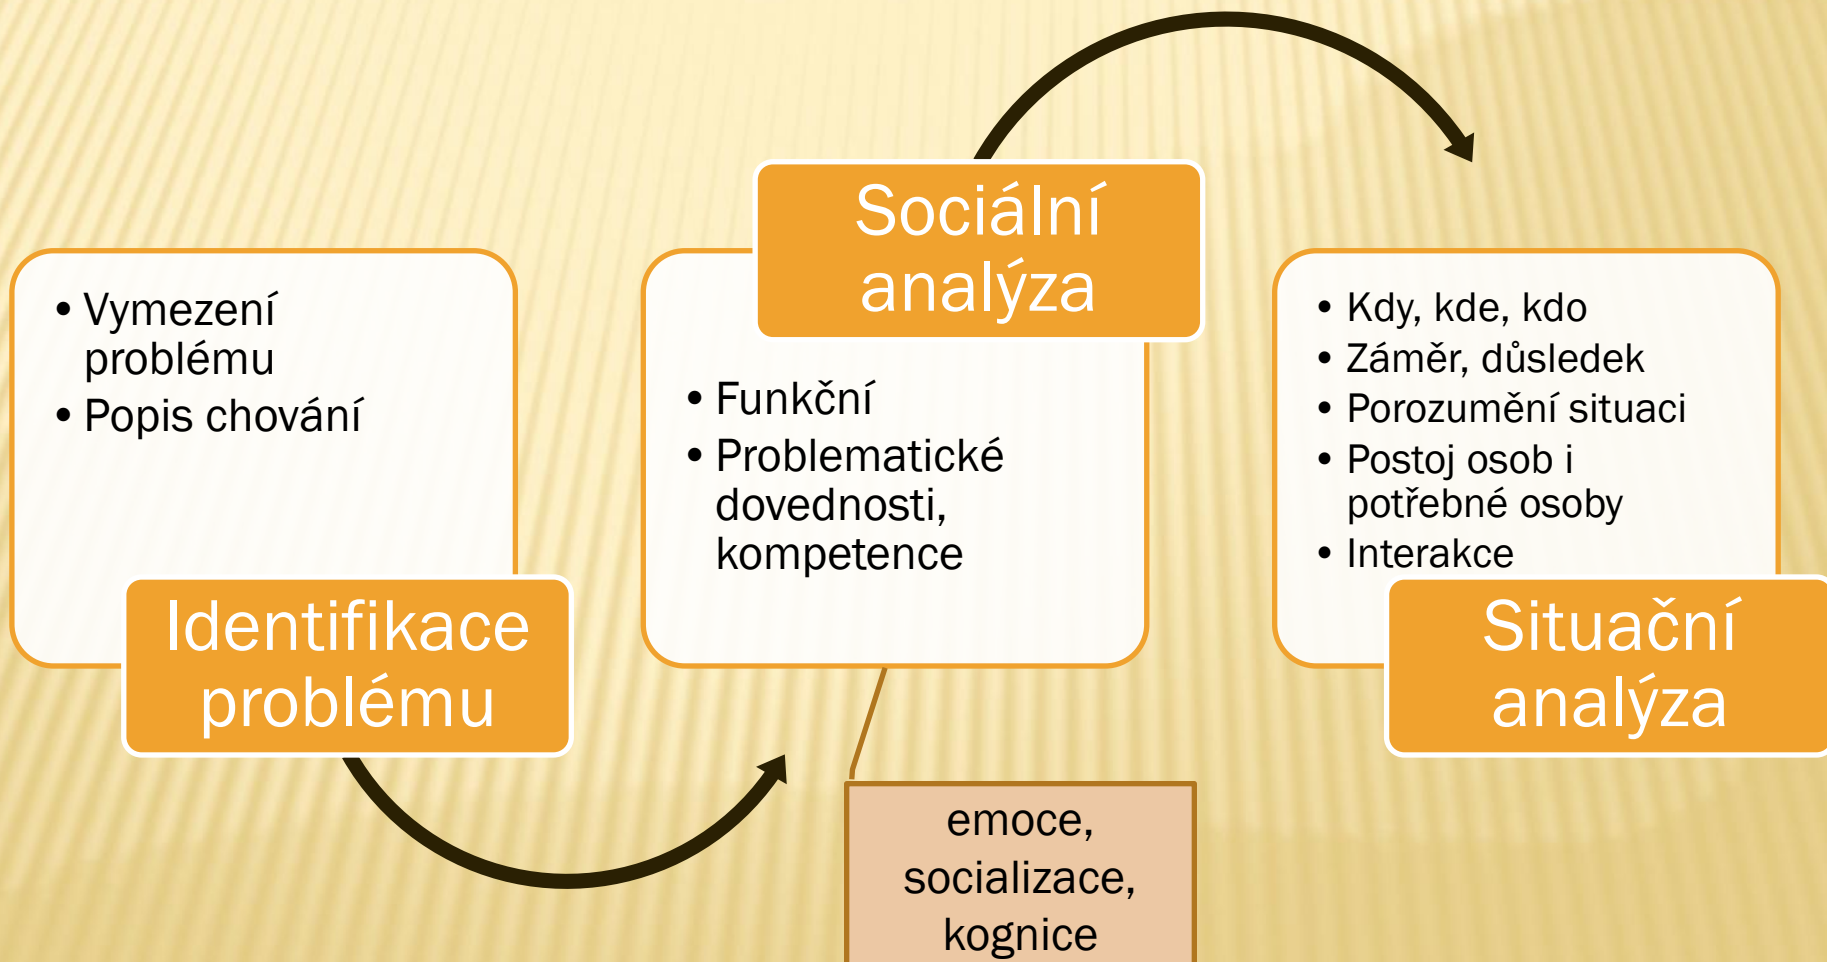 • Vymezení
problému
• Popis chování
Identifikace
problému
Sociální
analýza
• Funkční
• Problematické
dovednosti,
kompetence
emoce,
socializace,
kognice
• Kdy, kde, kdo
• Záměr, důsledek
• Porozumění situaci
• Postoj osob i
potřebné osoby
• Interakce
Situační
analýza